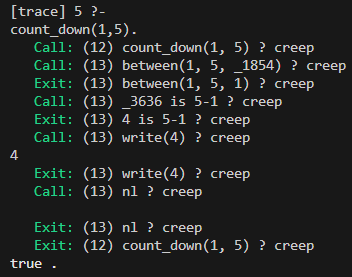 [trace] 5 ?-
count_down(1,5).
   Call: (12) count_down(1, 5) ? creep
   Call: (13) between(1, 5, _1854) ? creep
   Exit: (13) between(1, 5, 1) ? creep
   Call: (13) _3636 is 5-1 ? creep
   Exit: (13) 4 is 5-1 ? creep
   Call: (13) write(4) ? creep
4
   Exit: (13) write(4) ? creep
   Call: (13) nl ? creep

   Exit: (13) nl ? creep
   Exit: (12) count_down(1, 5) ? creep
true .